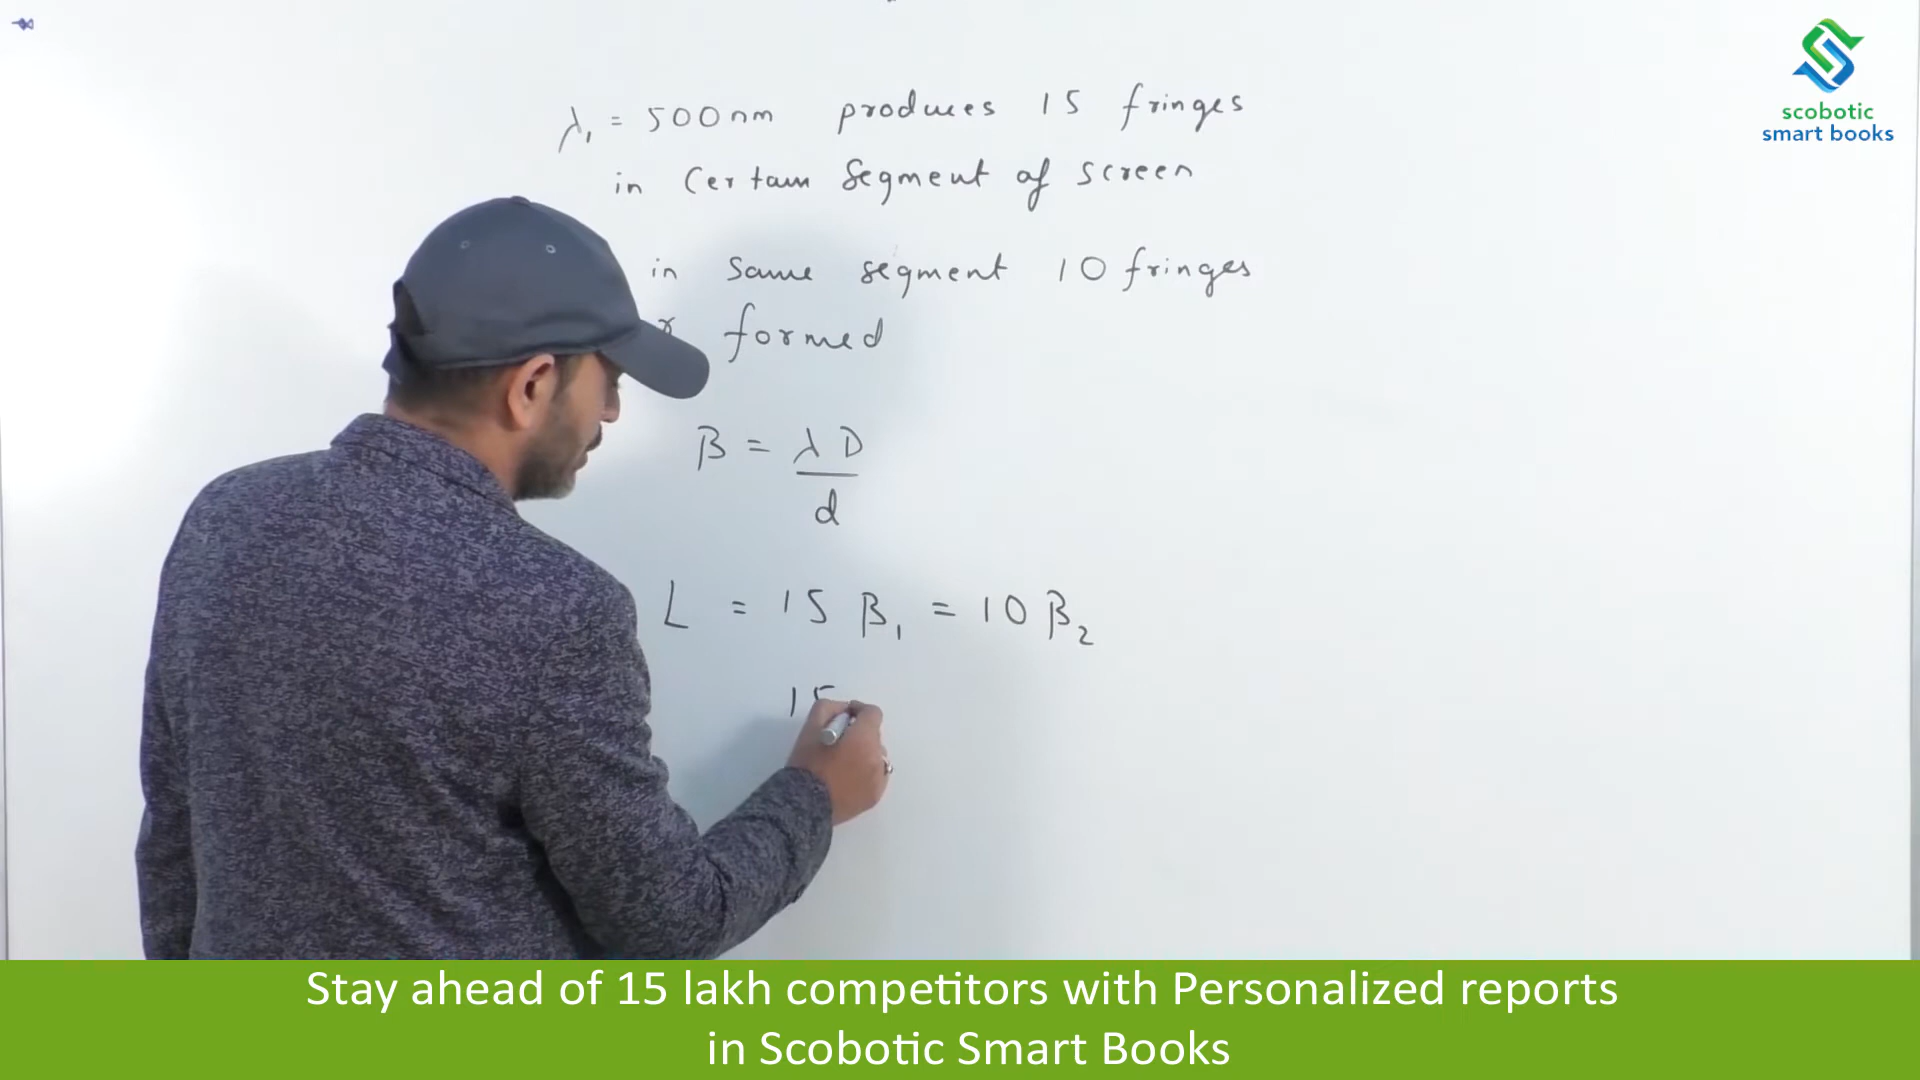 λ₁ = 500nm produces 15 fringes
in Certain Segment of screen
in same segment 10 fringes
formed
β = λD
d
L = 15 β₁ = 10 β₂
15
scobotic
smart books
Stay ahead of 15 lakh competitors with Personalized reports
in Scobotic Smart Books